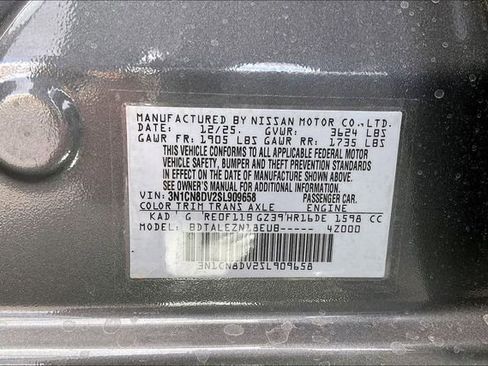 MANUFACTURED BY NISSAN MOTOR CO.,LTD.
DATE: 12/25. GVWR: 3624 LBS
GAWR FR: 1905 LBS GAWR RR: 1735 LBS
THIS VEHICLE CONFORMS TO ALL APPLICABLE FEDERAL MOTOR
VEHICLE SAFETY, BUMPER AND THEFT PREVENTION STANDARDS
IN EFFECT ON THE DATE OF MANUFACTURE SHOWN ABOVE.
SEE OWNER'S MANUAL FOR ADDITIONAL INFORMATION.
VIN: 3N1CN8DV2SL909658 PASSENGER CAR.
COLOR TRIM TRANS AXLE ENGINE
KAD G RE0F11B GZ39 HR16DE 1598 CC
MODEL: BDTALEZN18EUB----- 4Z000
3N1CN8DV2SL909658